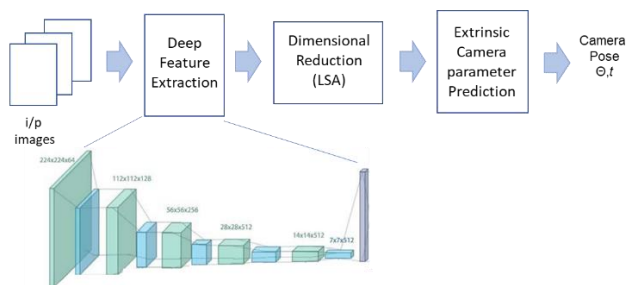 i/p
images
Deep
Feature
Extraction
Dimensional
Reduction
(LSA)
Extrinsic
Camera
parameter
Prediction
Camera
Pose
Θ,t
224x224x64
112x112x128
56x56x256
28x28x512
14x14x512
7x7x512